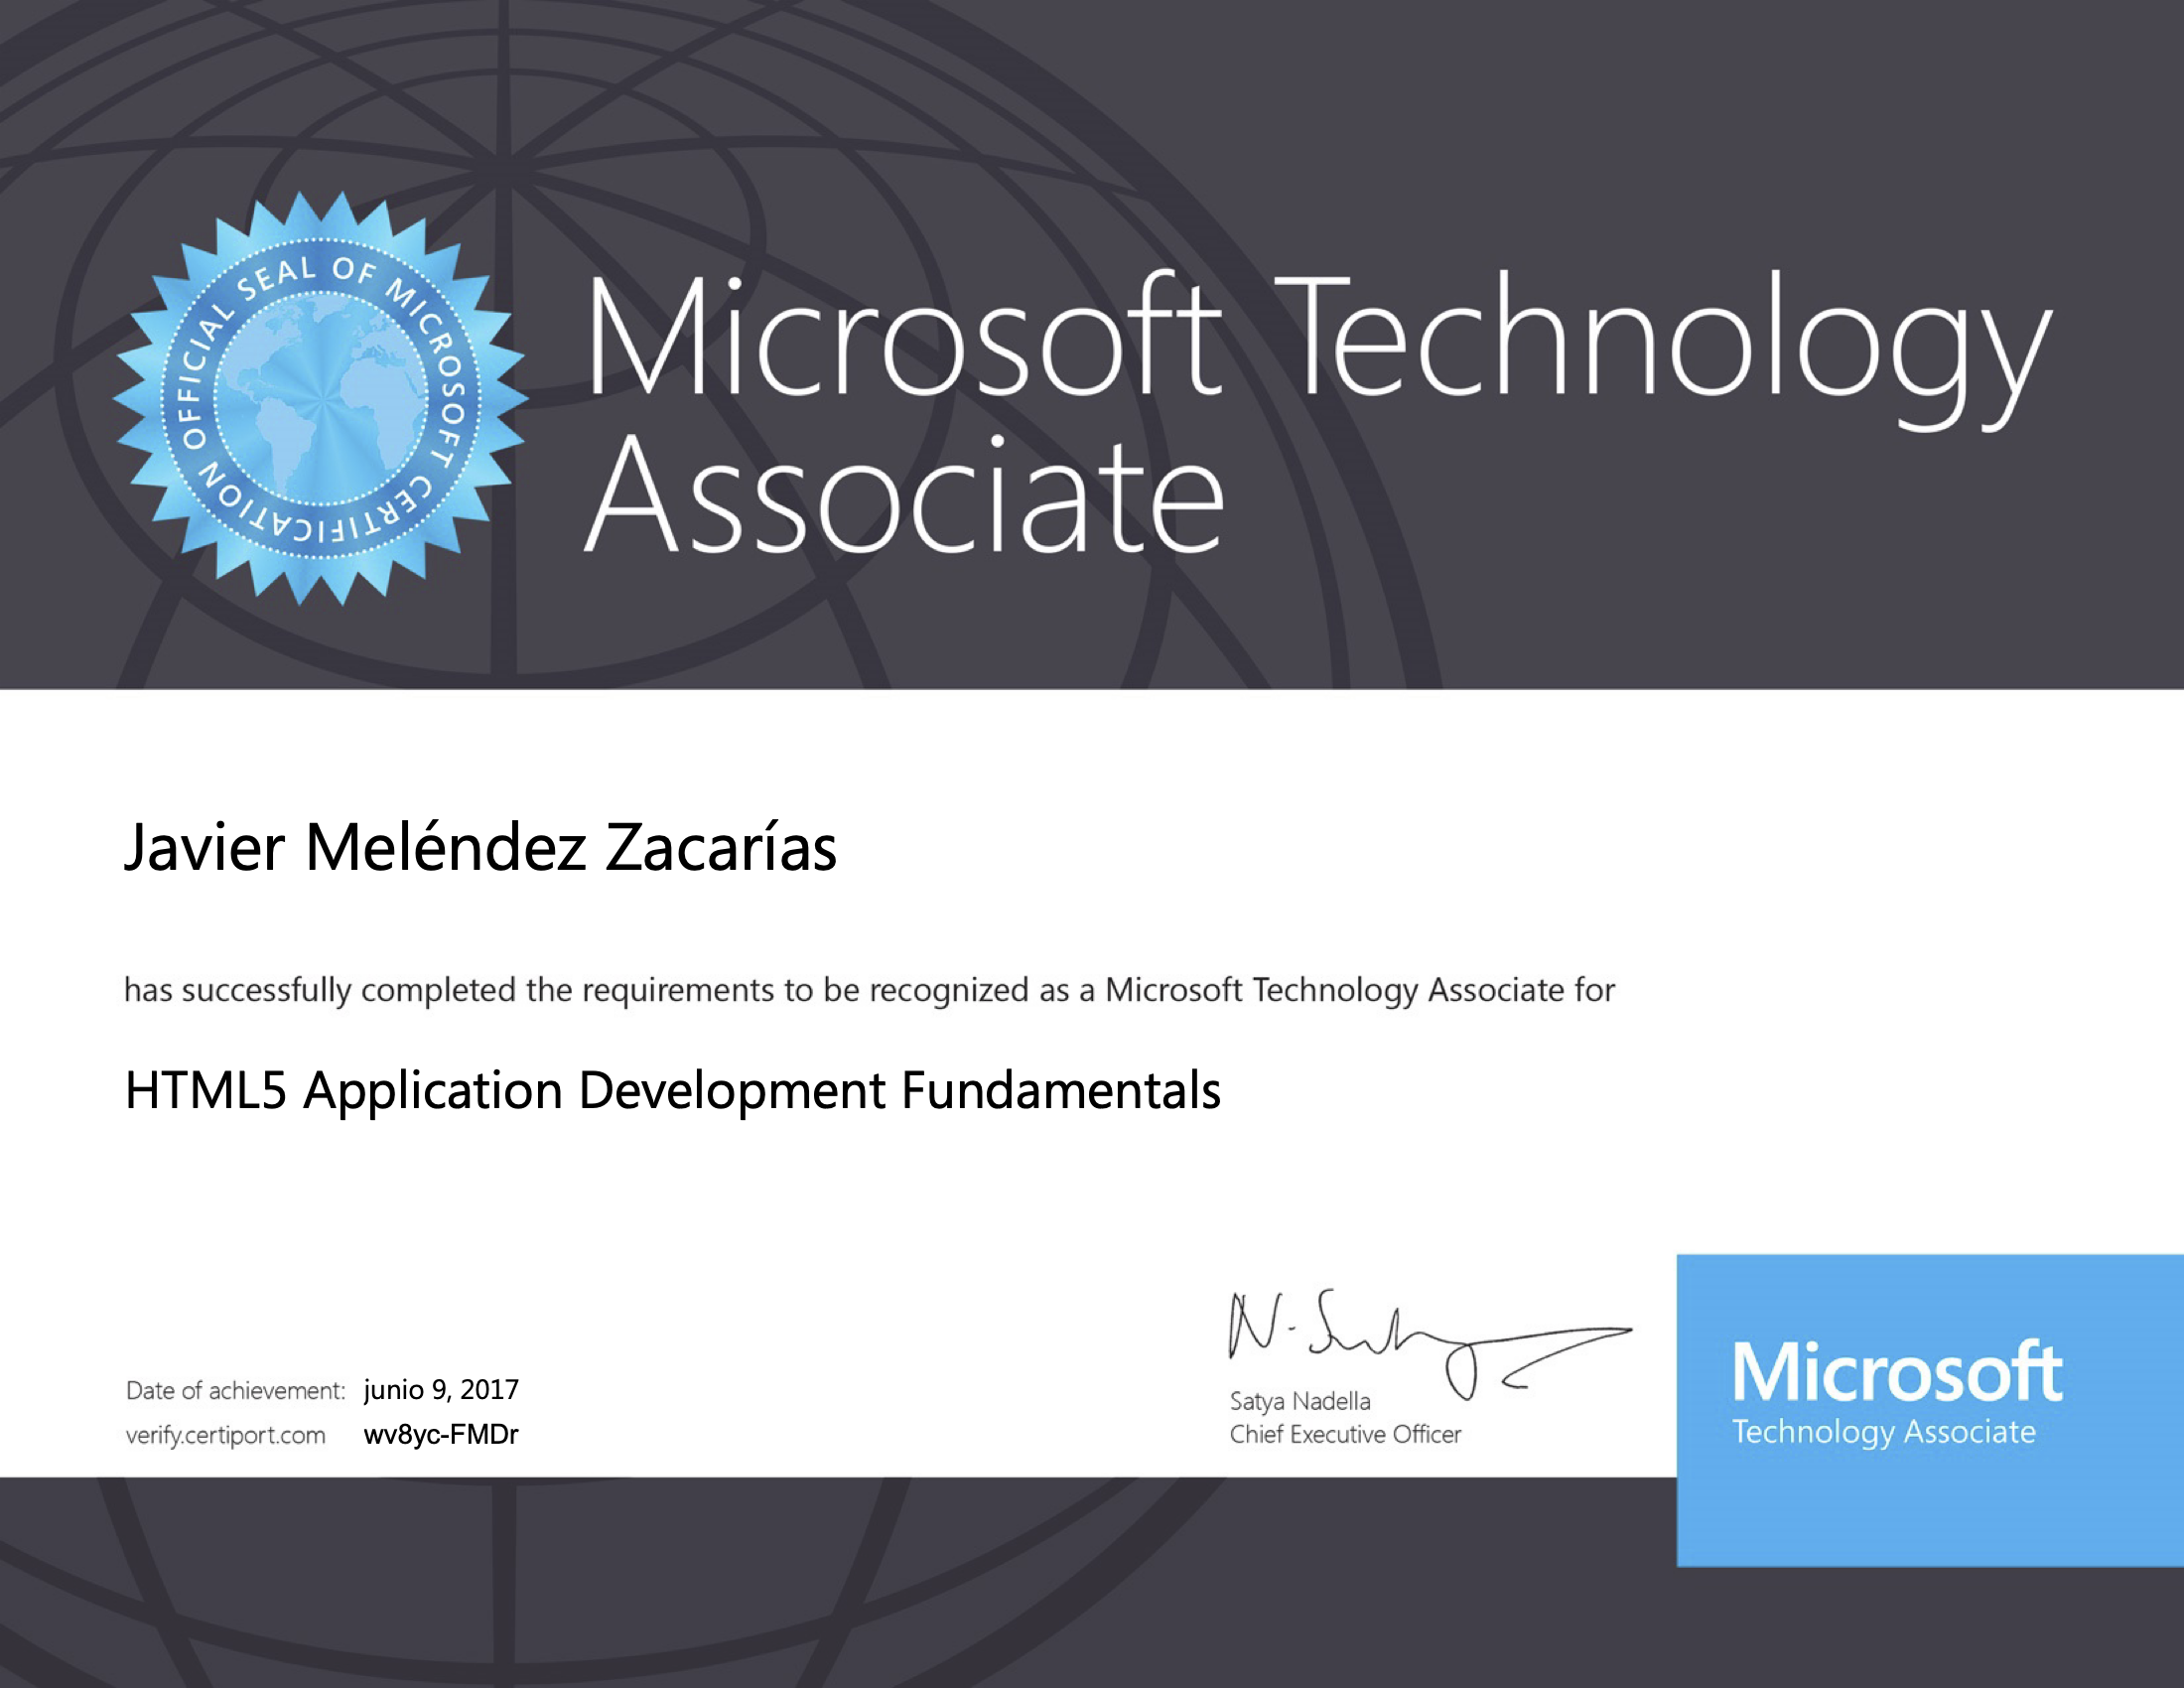 OFFICIAL SEAL OF MICROSOFT CERTIFICATION
Microsoft Technology
Associate
Javier Meléndez Zacarías
has successfully completed the requirements to be recognized as a Microsoft Technology Associate for
HTML5 Application Development Fundamentals
Date of achievement: junio 9, 2017
verify.certiport.com wv8yc-FMDr
Satya Nadella
Chief Executive Officer
Microsoft
Technology Associate